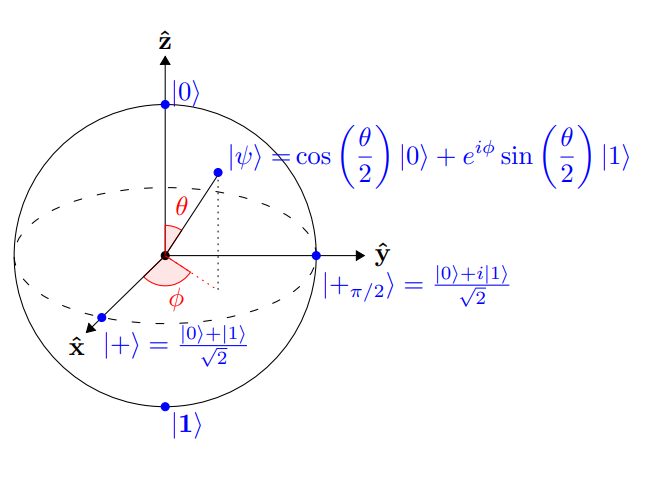 ẑ
|0⟩
|ψ⟩ = cos(θ/2)|0⟩ + e^{iϕ} sin(θ/2)|1⟩
θ
ŷ
|+_{π/2}⟩ = (|0⟩+i|1⟩)/√2
ϕ
x̂
|+⟩ = (|0⟩+|1⟩)/√2
|1⟩